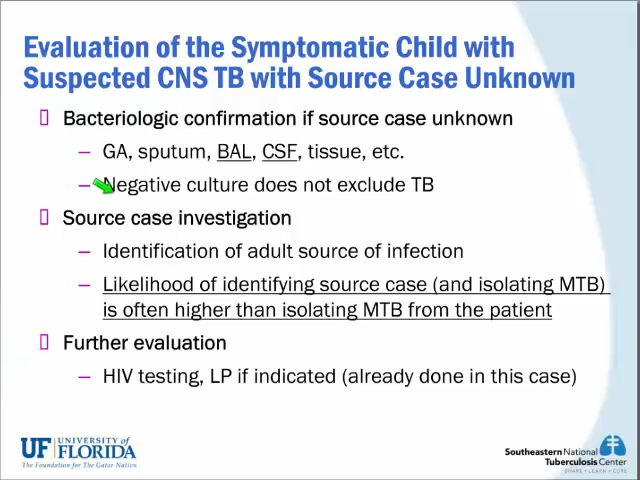 Evaluation of the Symptomatic Child with
Suspected CNS TB with Source Case Unknown
Bacteriologic confirmation if source case unknown
– GA, sputum, BAL, CSF, tissue, etc.
– Negative culture does not exclude TB
Source case investigation
– Identification of adult source of infection
– Likelihood of identifying source case (and isolating MTB)
is often higher than isolating MTB from the patient
Further evaluation
– HIV testing, LP if indicated (already done in this case)
UF UNIVERSITY of
FLORIDA
The Foundation for The Gator Nation
Southeastern National
Tuberculosis Center
SHARE • LEARN • CURE